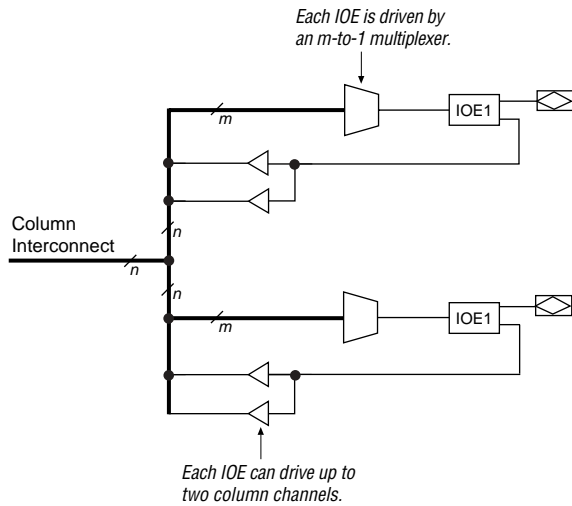 Each IOE is driven by
an m-to-1 multiplexer.
m
IOE1
Column
Interconnect
n
n
n
m
IOE1
Each IOE can drive up to
two column channels.